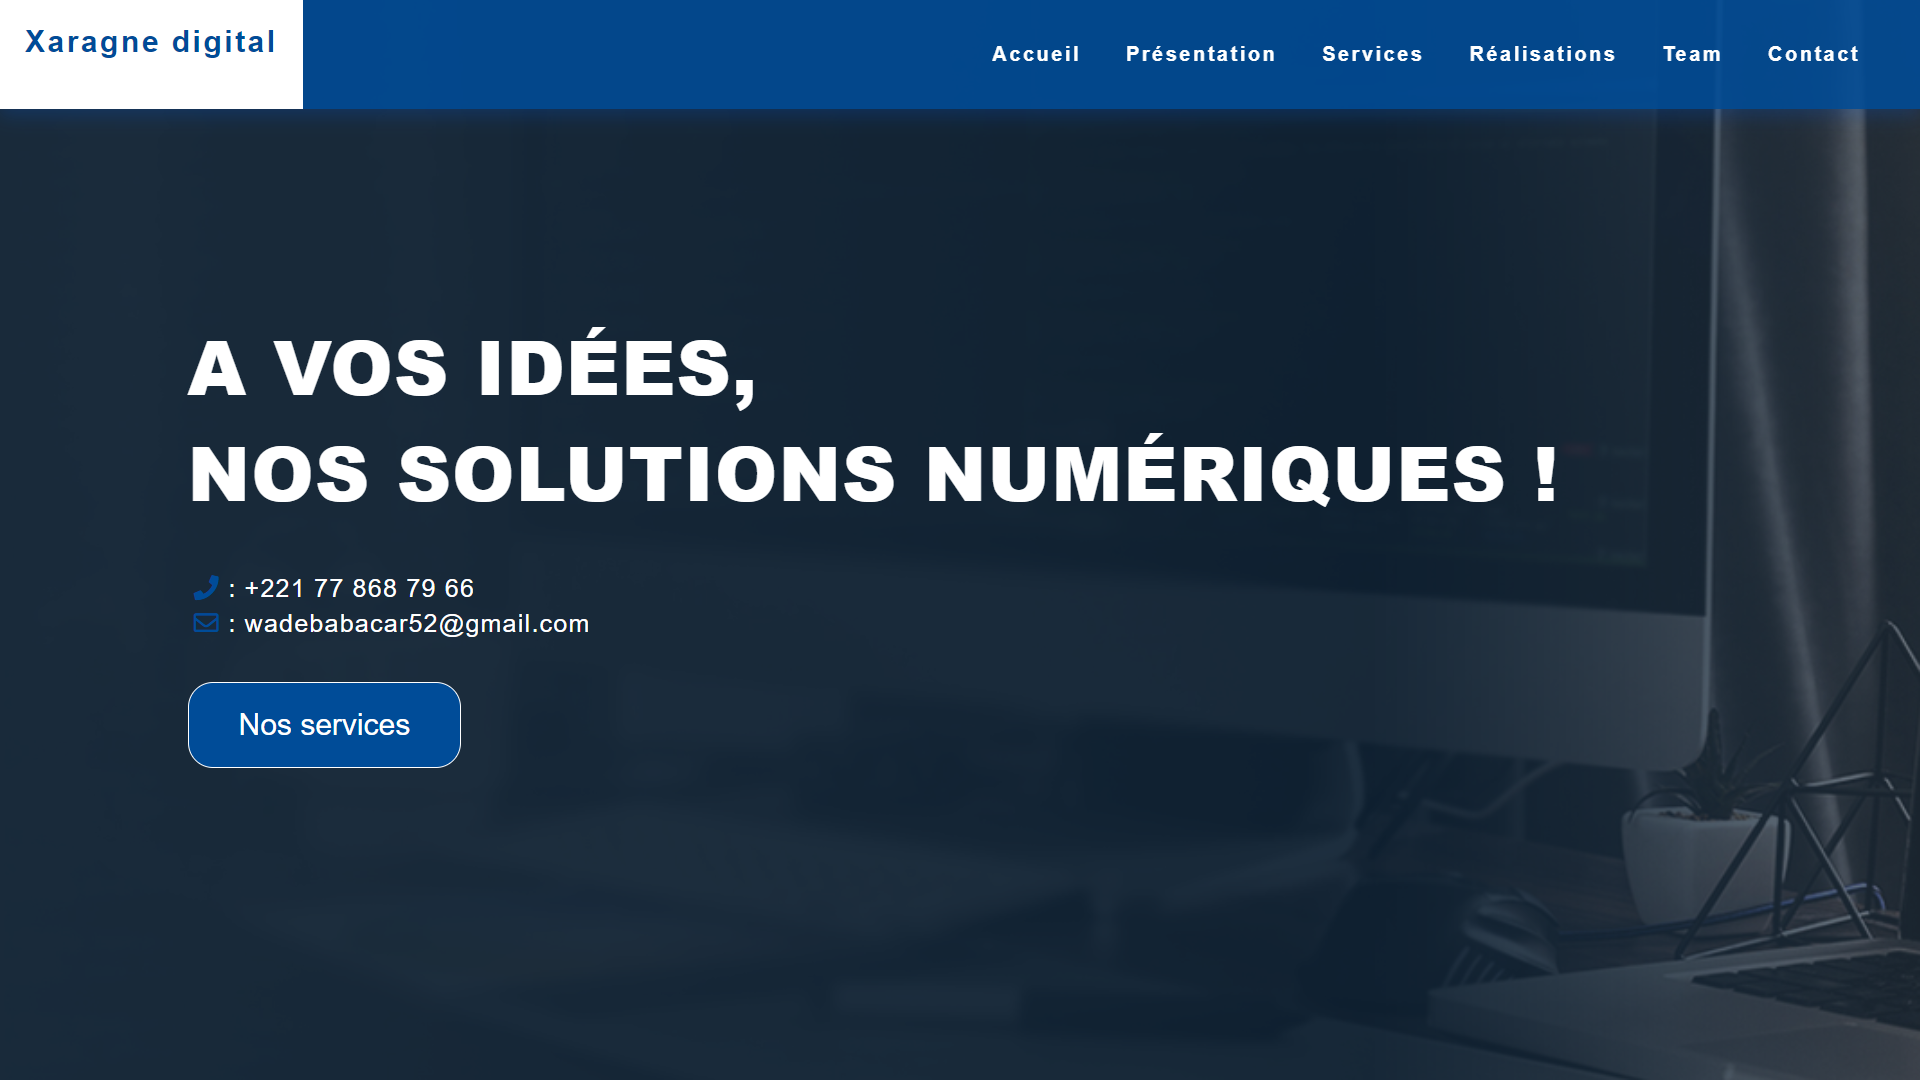 Xaragne digital
Accueil Présentation Services Réalisations Team Contact
A VOS IDÉES,
NOS SOLUTIONS NUMÉRIQUES !
: +221 77 868 79 66
: wadebabacar52@gmail.com
Nos services